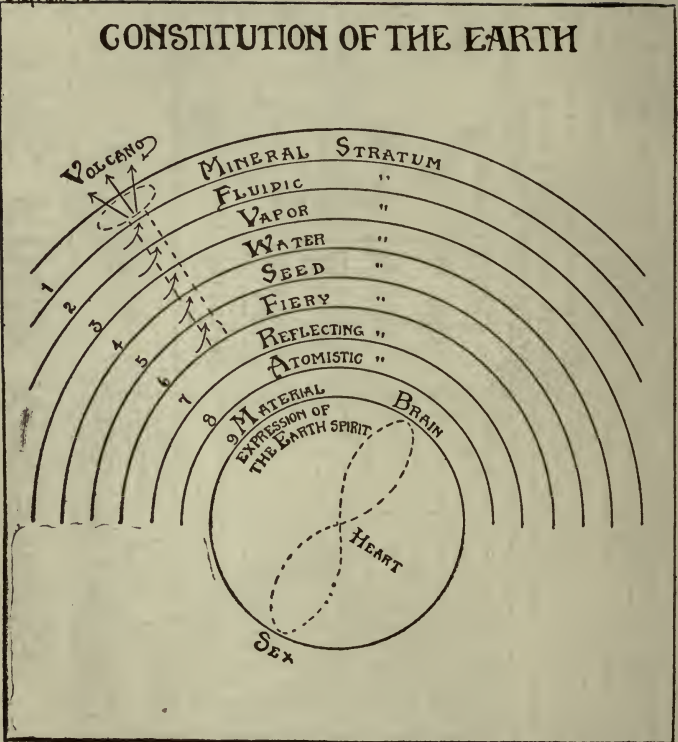 CONSTITUTION OF THE EARTH
VOLCANO
MINERAL STRATUM
FLUIDIC "
VAPOR "
WATER "
SEED "
FIERY "
REFLECTING "
ATOMISTIC "
MATERIAL
EXPRESSION OF
THE EARTH SPIRIT
BRAIN
HEART
SEX
1
2
3
4
5
6
7
8
9